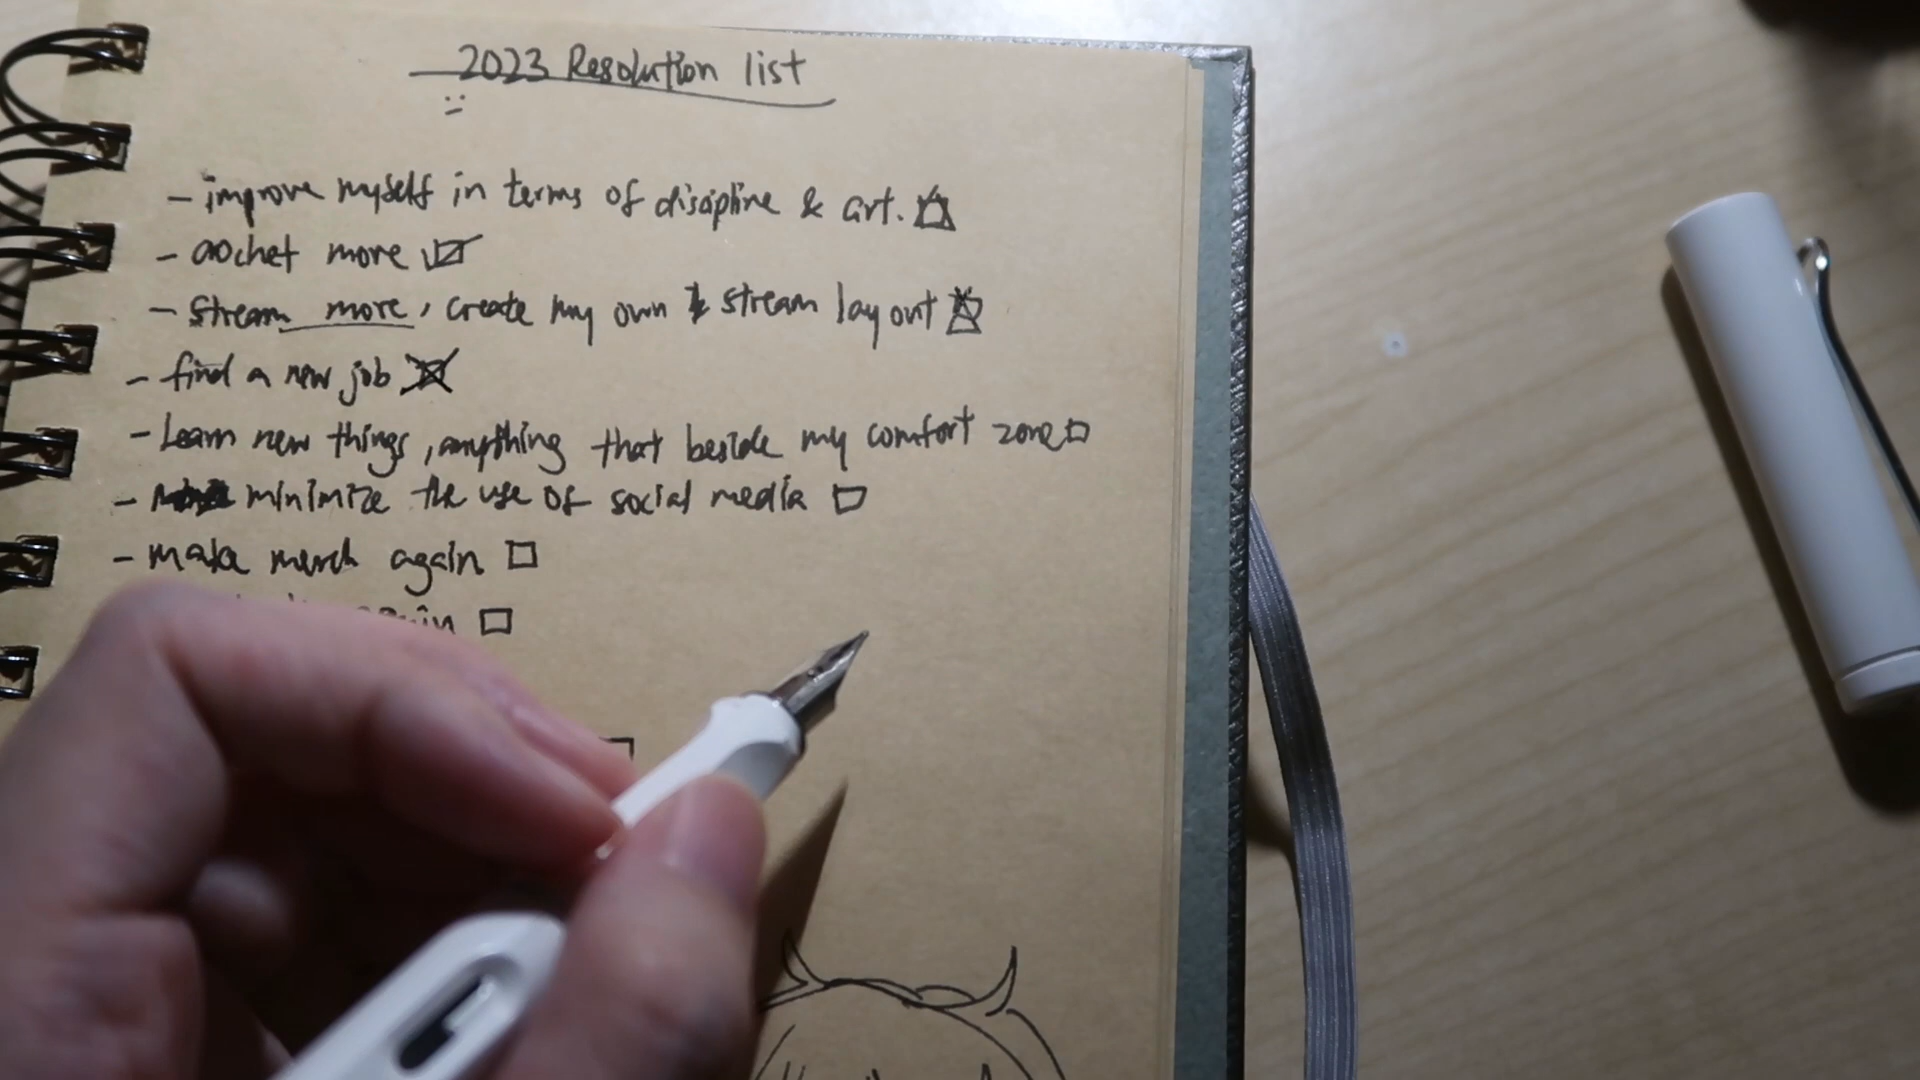 2023 Resolution list
- improve myself in terms of discipline & art.
- crochet more
- Stream more, create my own stream layout
- find a new job
- Learn new things, anything that beside my comfort zone
- minimize the use of social media
- make merch again